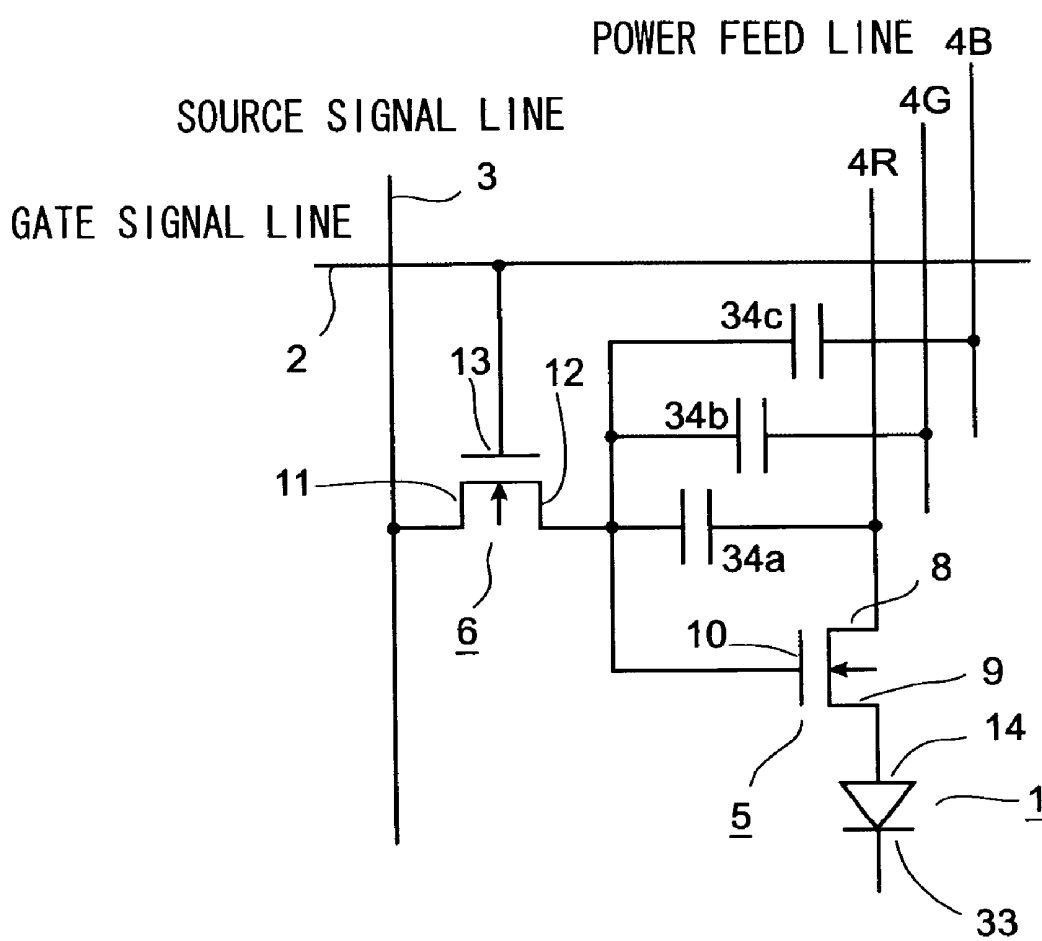 POWER FEED LINE 4B
4G
SOURCE SIGNAL LINE
4R
3
GATE SIGNAL LINE
2
34c
13
12
34b
11
34a
8
6
10
9
14
5
1
33